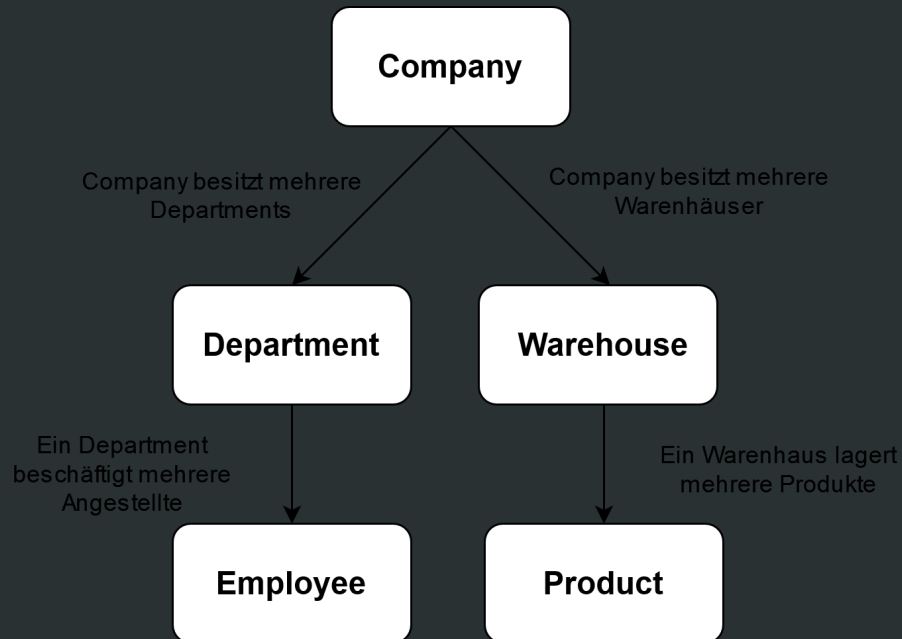 Company
Company besitzt mehrere
Departments
Company besitzt mehrere
Warenhäuser
Department
Warehouse
Ein Department
beschäftigt mehrere
Angestellte
Ein Warenhaus lagert
mehrere Produkte
Employee
Product